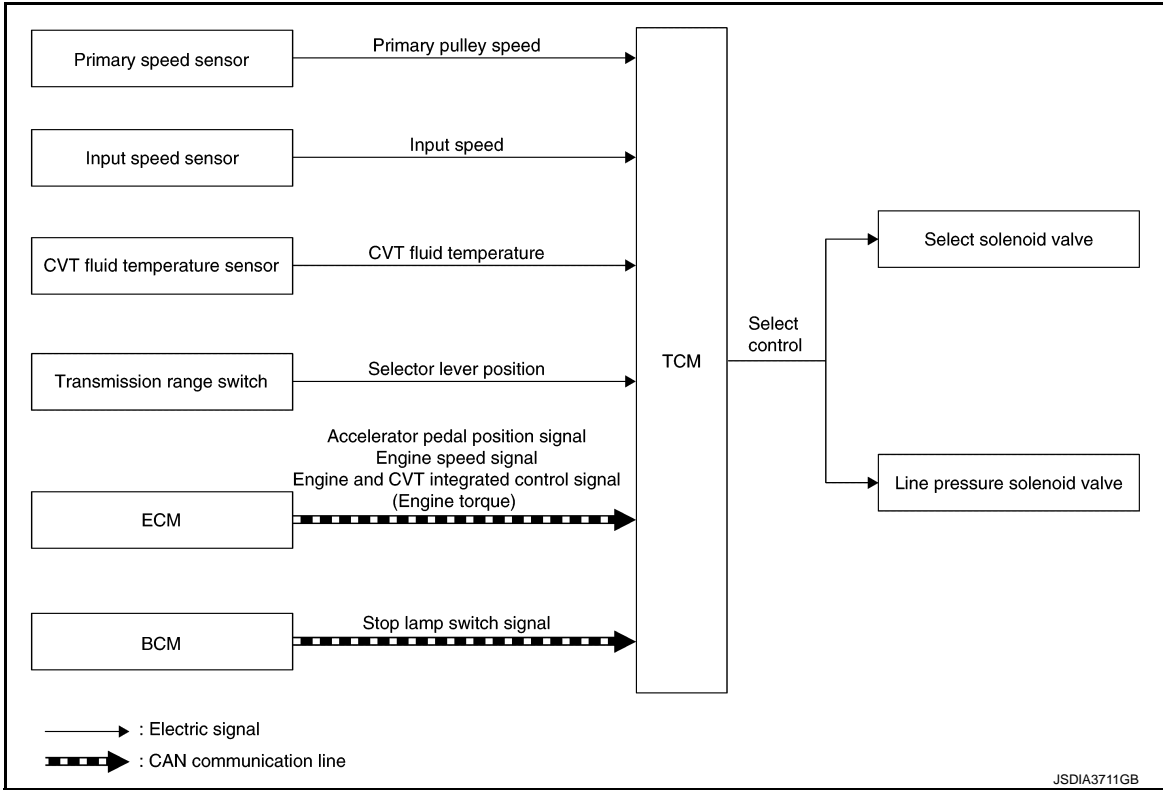 Primary speed sensor
Primary pulley speed
Input speed sensor
Input speed
CVT fluid temperature sensor
CVT fluid temperature
Transmission range switch
Selector lever position
ECM
Accelerator pedal position signal
Engine speed signal
Engine and CVT integrated control signal
(Engine torque)
BCM
Stop lamp switch signal
TCM
Select
control
Select solenoid valve
Line pressure solenoid valve
: Electric signal
: CAN communication line
JSDIA3711GB